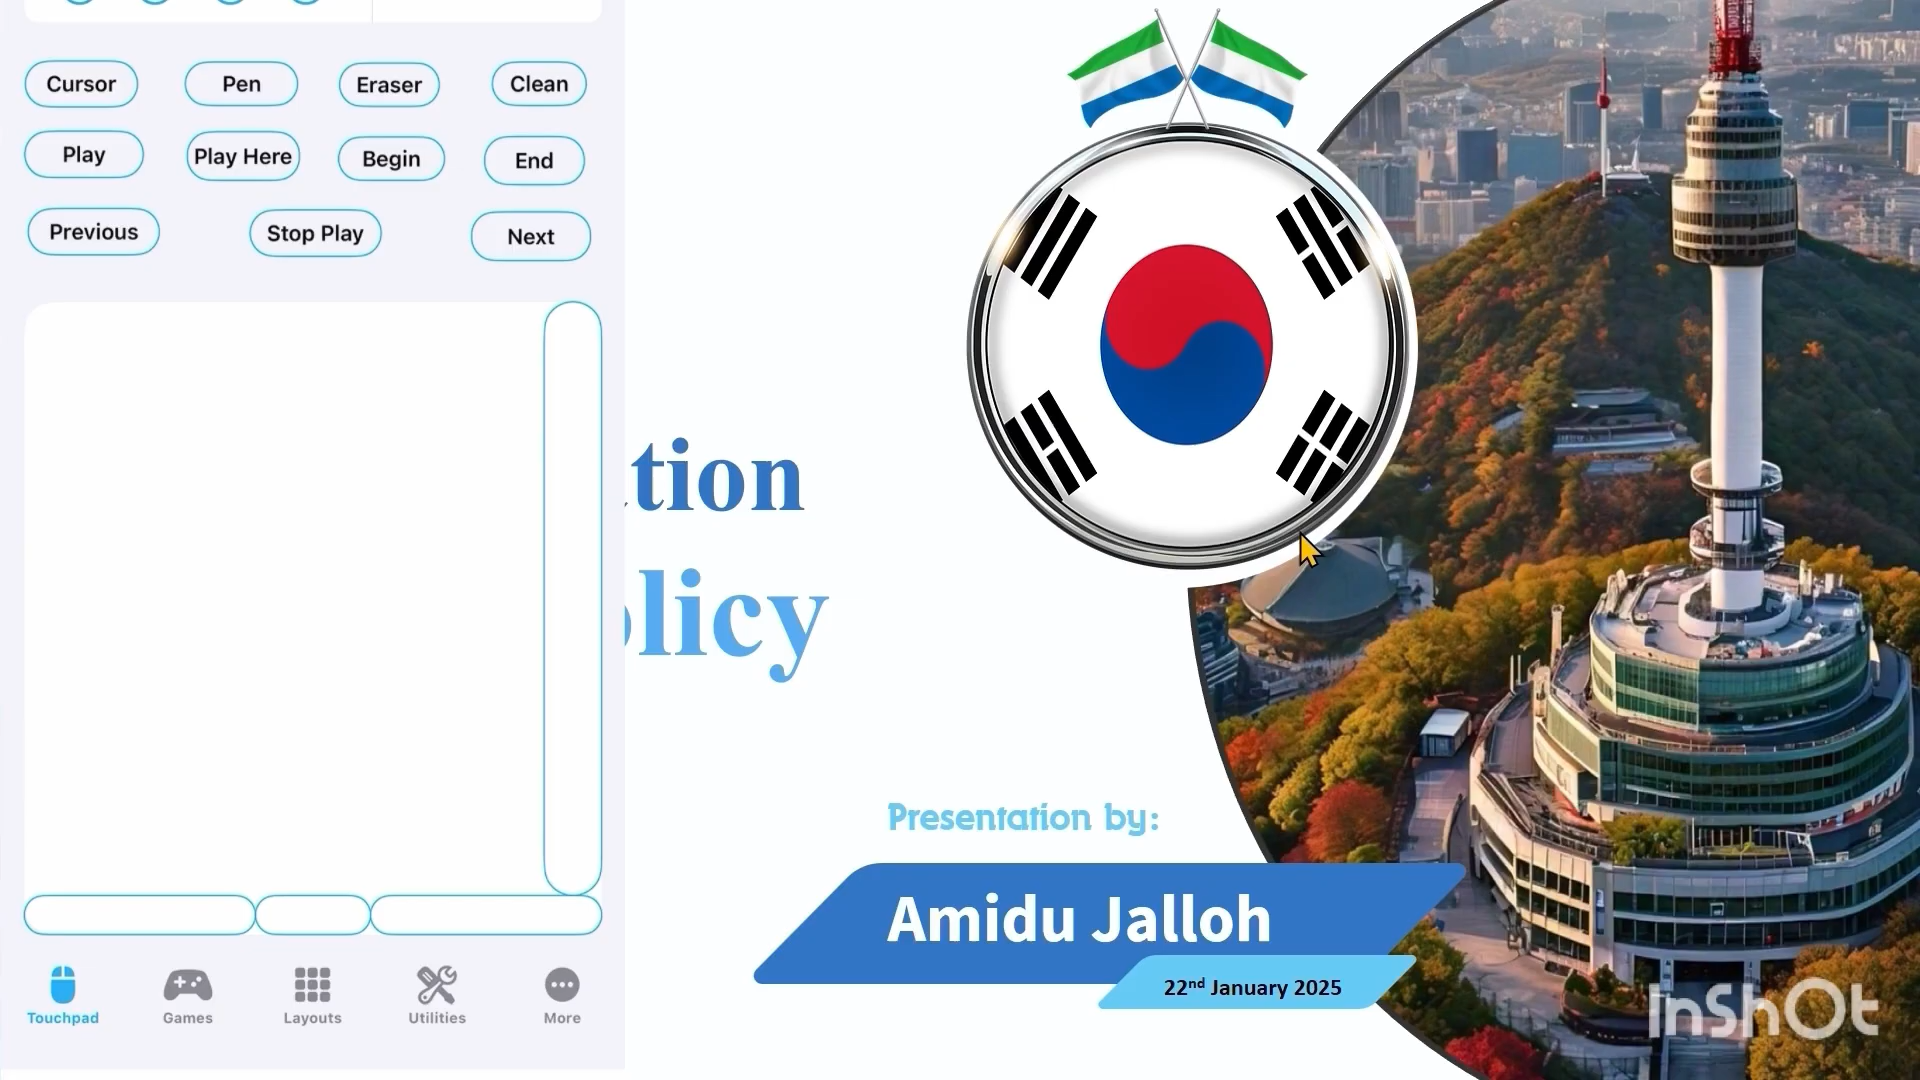 Cursor Pen Eraser Clean
Play Play Here Begin End
Previous Stop Play Next
tion
licy
Presentation by:
Amidu Jalloh
22nd January 2025
Touchpad Games Layouts Utilities More
InShOt